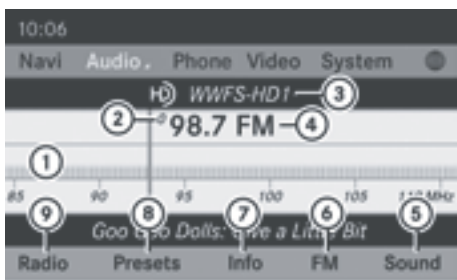 10:06
Navi Audio Phone Video System
HD WWFS-HD1 3
2 98.7 FM 4
1
85 90 95 100 105 110 MHz
9 8 7 6 5
Goo Goo Dolls: Give a Little Bit
Radio Presets Info FM Sound